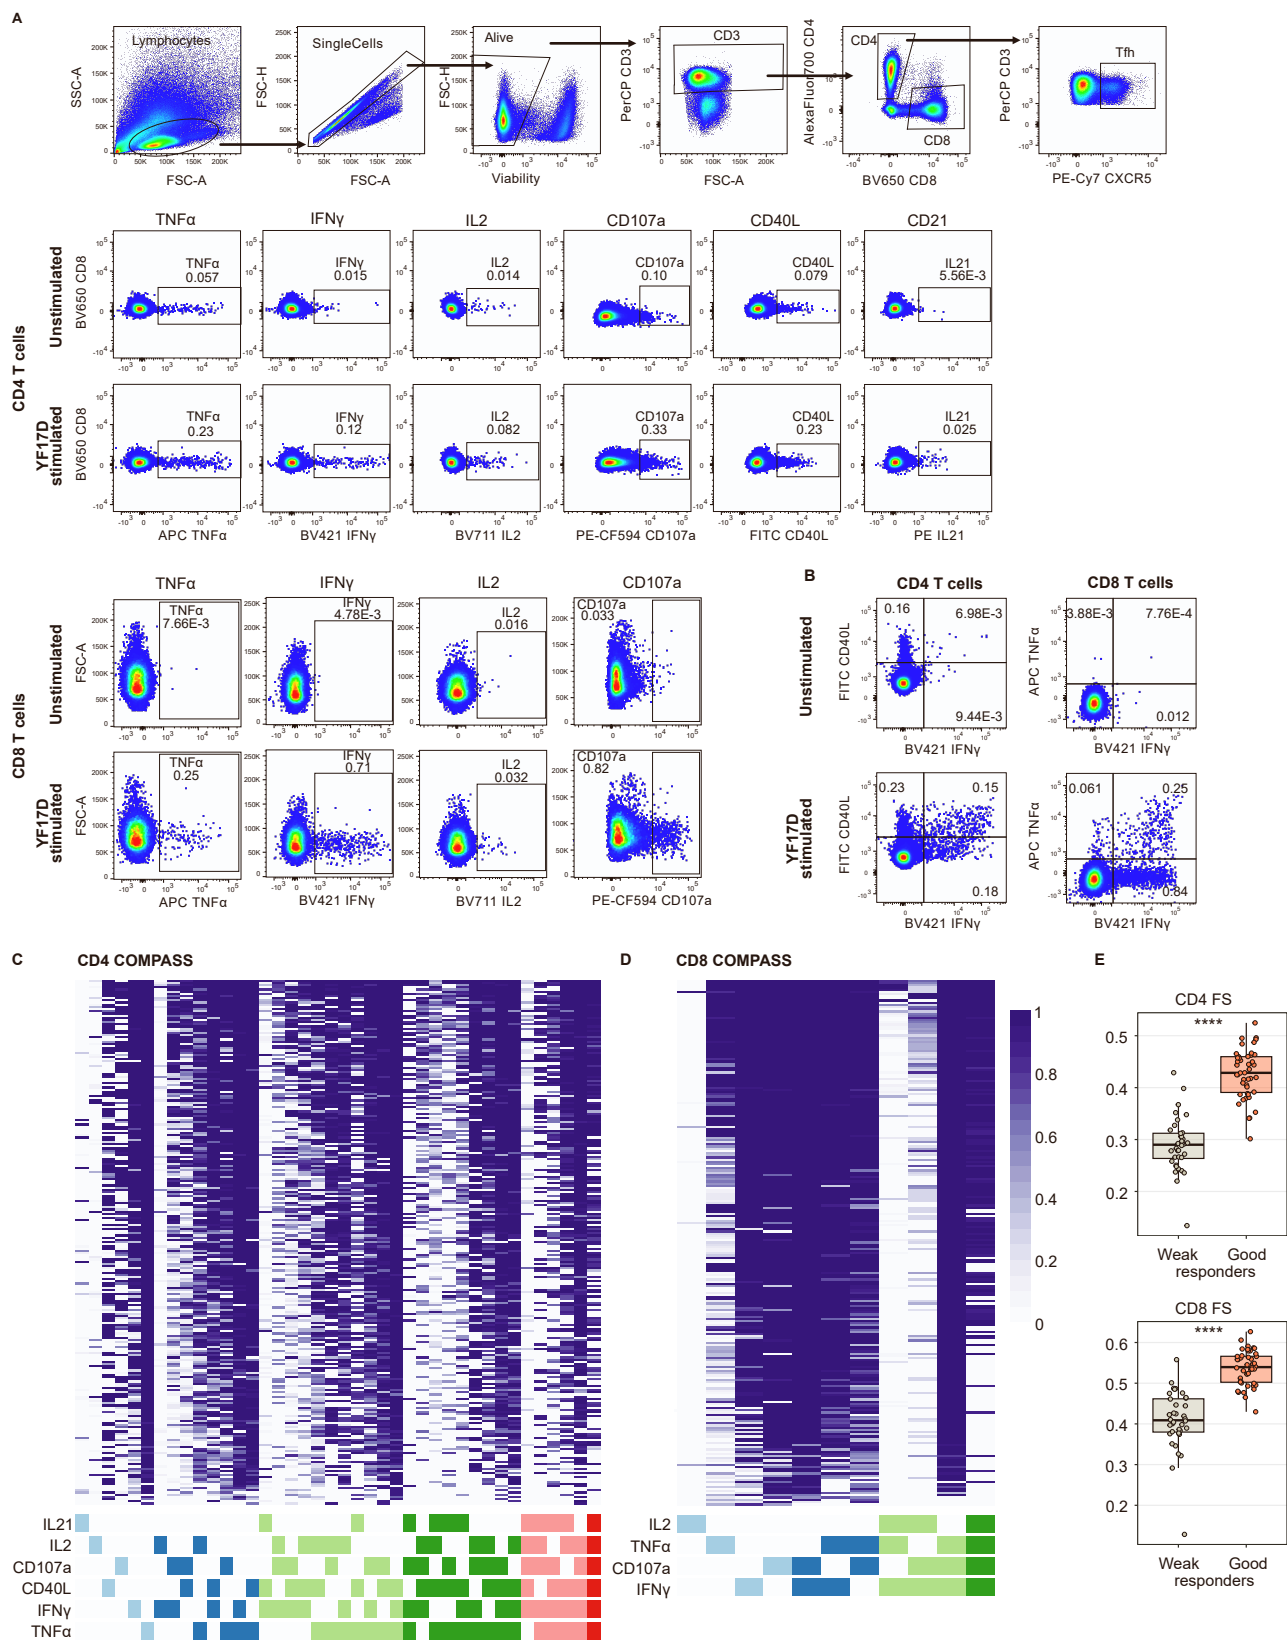 A
Lymphocytes
SingleCells
Alive
CD3
CD4
CD8
Tfh
SSC-A
FSC-H
FSC-H
PerCP CD3
AlexaFluor700 CD4
PerCP CD3
250K
200K
150K
100K
50K
0
FSC-A
FSC-A
Viability
FSC-A
BV650 CD8
PE-Cy7 CXCR5
TNFα
IFNγ
IL2
CD107a
CD40L
CD21
CD4 T cells
Unstimulated
BV650 CD8
TNFα
0.057
IFNγ
0.015
IL2
0.014
CD107a
0.10
CD40L
0.079
IL21
5.56E-3
YF17D
stimulated
BV650 CD8
TNFα
0.23
IFNγ
0.12
IL2
0.082
CD107a
0.33
CD40L
0.23
IL21
0.025
APC TNFα
BV421 IFNγ
BV711 IL2
PE-CF594 CD107a
FITC CD40L
PE IL21
TNFα
IFNγ
IL2
CD107a
CD8 T cells
Unstimulated
FSC-A
TNFα
7.66E-3
IFNγ
4.78E-3
IL2
0.016
CD107a
0.033
YF17D
stimulated
FSC-A
TNFα
0.25
IFNγ
0.71
IL2
0.032
CD107a
0.82
APC TNFα
BV421 IFNγ
BV711 IL2
PE-CF594 CD107a
B
CD4 T cells
CD8 T cells
Unstimulated
FITC CD40L
0.16
6.98E-3
9.44E-3
BV421 IFNγ
APC TNFα
3.88E-3
7.76E-4
0.012
BV421 IFNγ
YF17D
stimulated
FITC CD40L
0.23
0.15
0.18
BV421 IFNγ
APC TNFα
0.061
0.25
0.84
BV421 IFNγ
C
CD4 COMPASS
IL21
IL2
CD107a
CD40L
IFNγ
TNFα
D
CD8 COMPASS
1
0.8
0.6
0.4
0.2
0
IL2
TNFα
CD107a
IFNγ
E
CD4 FS
****
0.5
0.4
0.3
0.2
Weak
Good
responders
CD8 FS
****
0.6
0.5
0.4
0.3
0.2
Weak
Good
responders